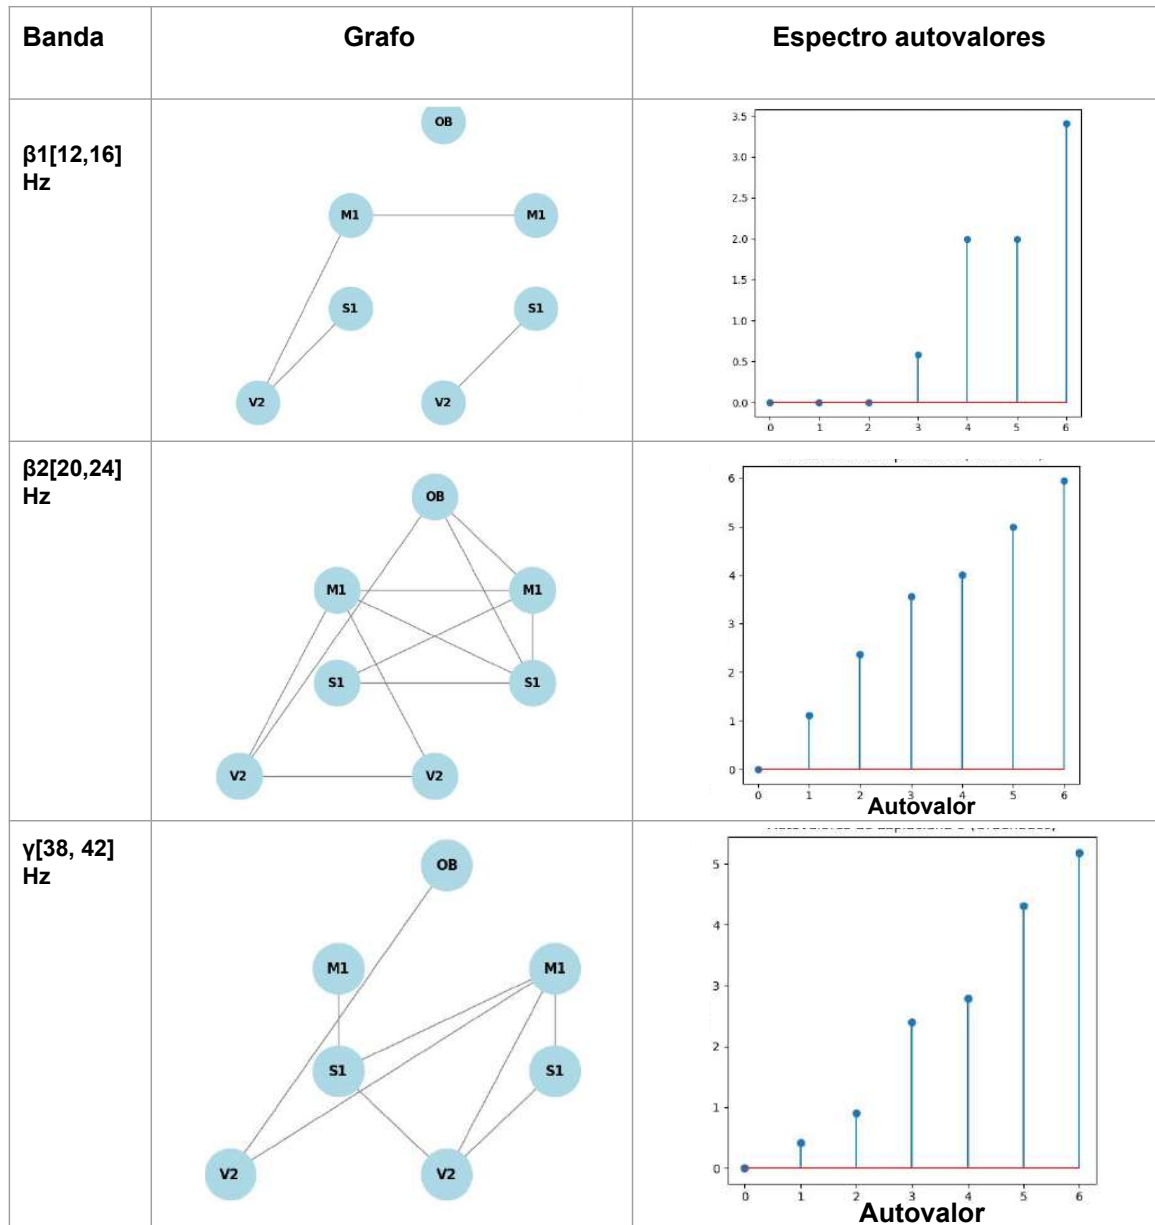 Banda Grafo Espectro autovalores
β1[12,16]
Hz
OB
M1 M1
S1 S1
V2 V2
3.5
3.0
2.5
2.0
1.5
1.0
0.5
0.0
0 1 2 3 4 5 6
β2[20,24]
Hz
OB
M1 M1
S1 S1
V2 V2
6
5
4
3
2
1
0
0 1 2 3 4 5 6
Autovalor
γ[38, 42]
Hz
OB
M1 M1
S1 S1
V2 V2
5
4
3
2
1
0
0 1 2 3 4 5 6
Autovalor